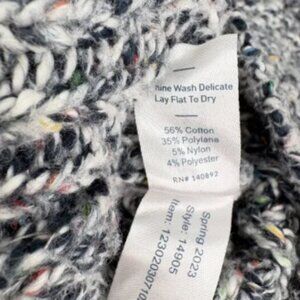 hine Wash Delicate
Lay Flat To Dry
56% Cotton
35% Polylana
5% Nylon
4% Polyester
RN# 140892
Spring 2023
Style: 14905
Item: 1230203071